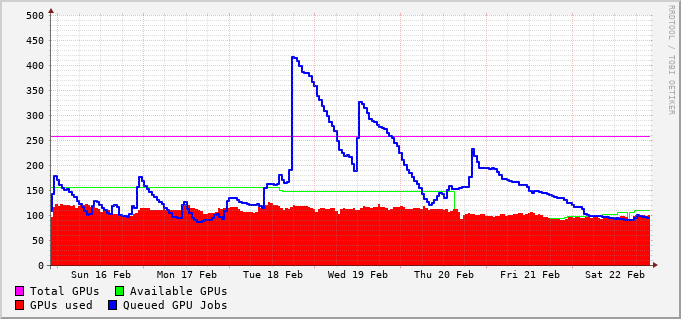 500
450
400
350
300
250
200
150
100
50
0
Sun 16 Feb Mon 17 Feb Tue 18 Feb Wed 19 Feb Thu 20 Feb Fri 21 Feb Sat 22 Feb
Total GPUs Available GPUs
GPUs used Queued GPU Jobs
RRDTOOL / TOBI OETIKER